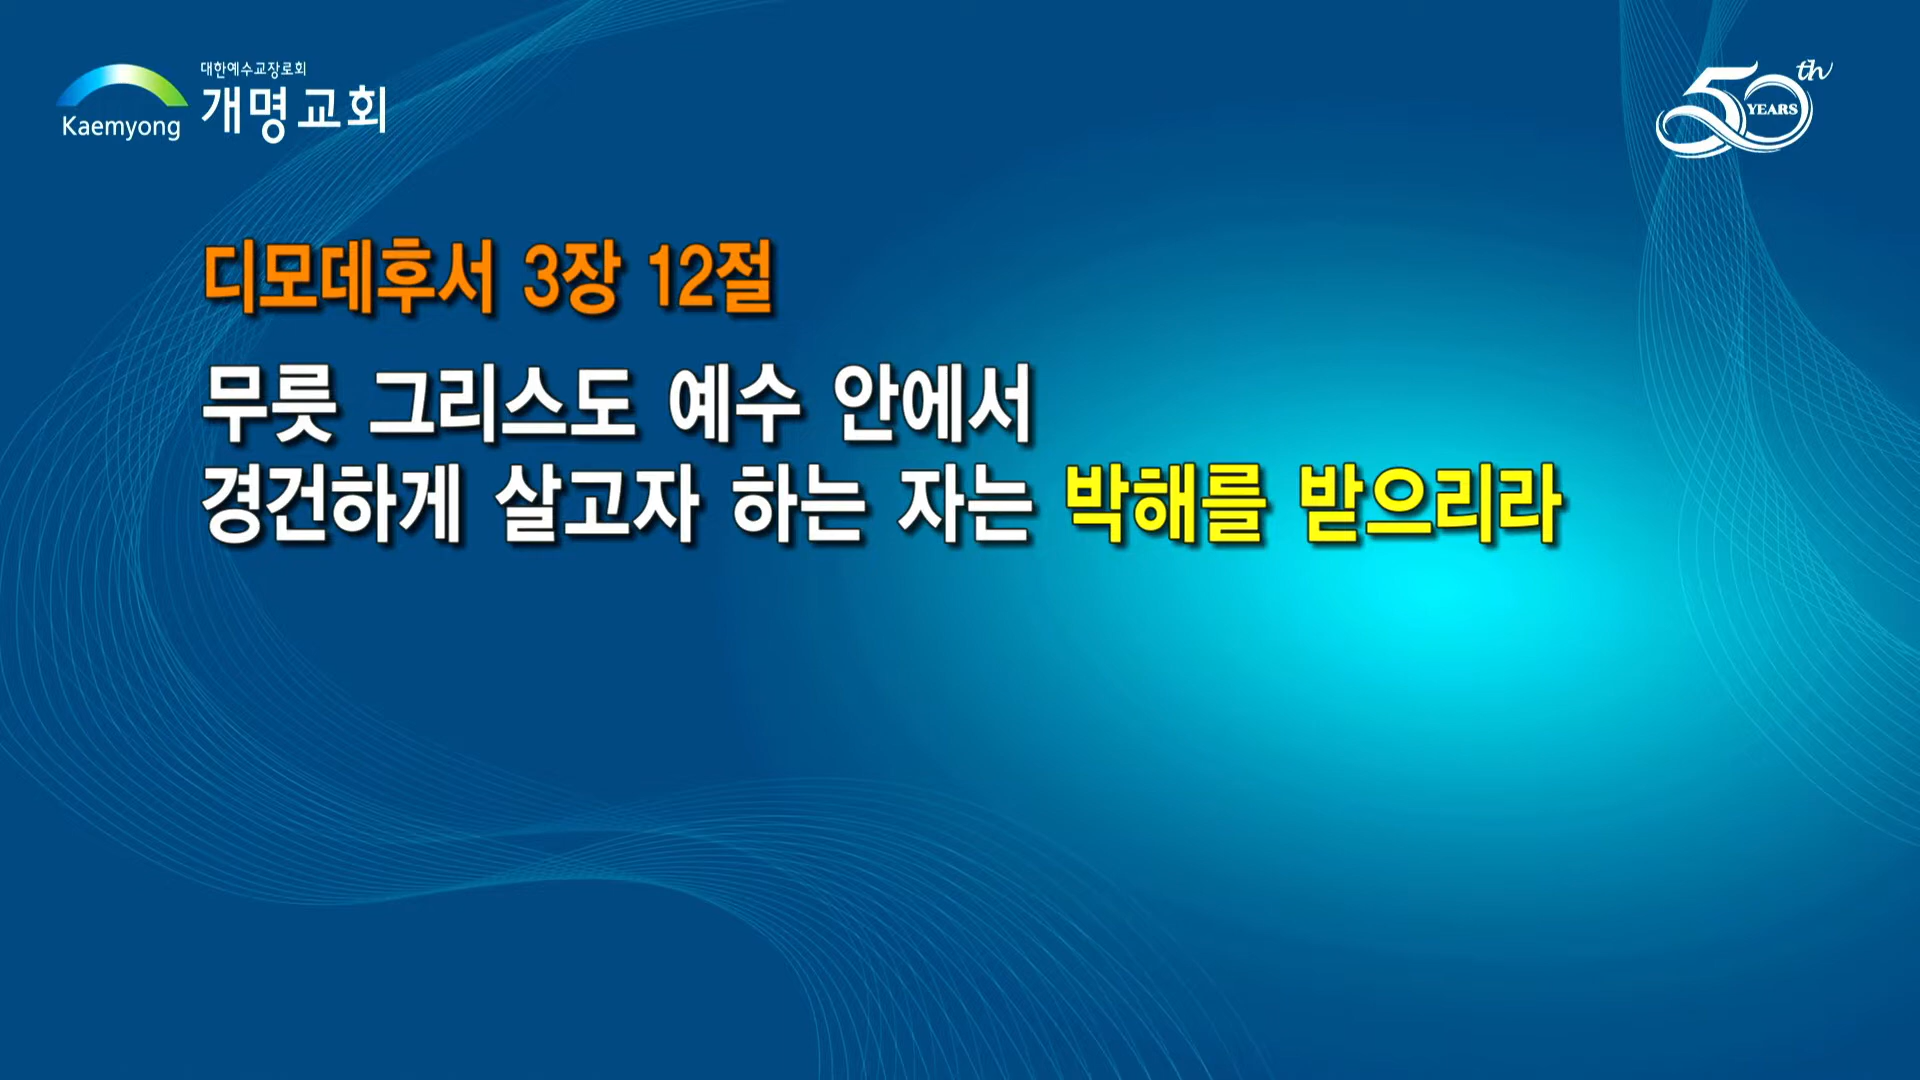 대한예수교장로회
개명교회
Kaemyong
50th
YEARS
디모데후서 3장 12절
무릇 그리스도 예수 안에서
경건하게 살고자 하는 자는 박해를 받으리라